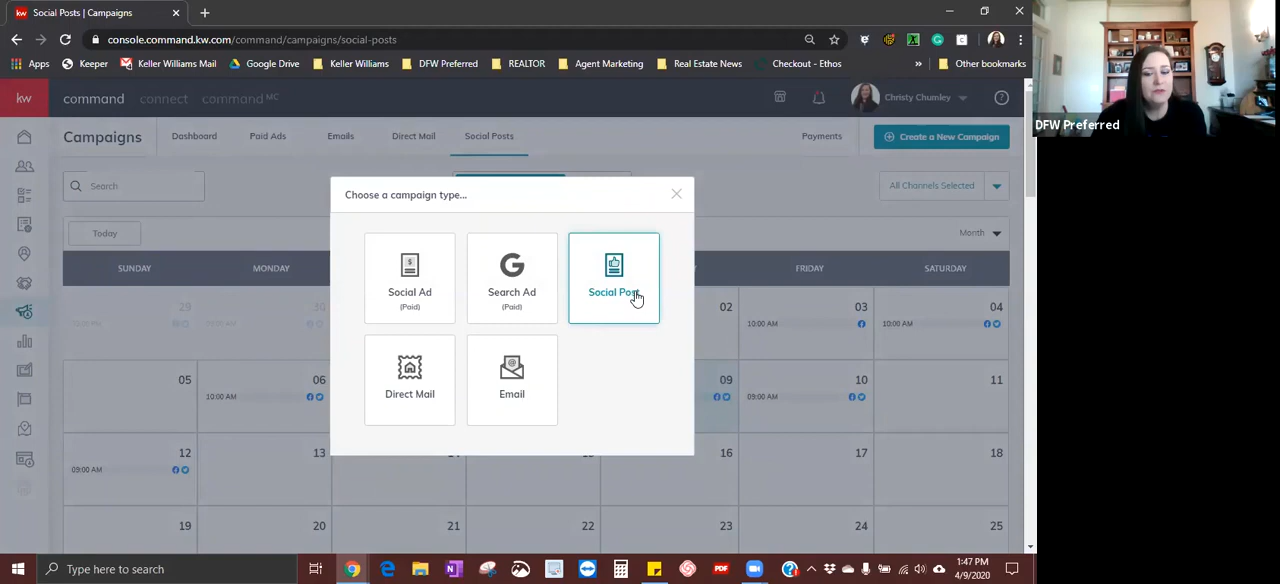 kw Social Posts | Campaigns
console.command.kw.com/command/campaigns/social-posts
Apps Keeper Keller Williams Mail Google Drive Keller Williams DFW Preferred REALTOR Agent Marketing Real Estate News Checkout - Ethos » Other bookmarks
DFW Preferred
kw command connect command MC Christy Chumley
Campaigns Dashboard Paid Ads Emails Direct Mail Social Posts Payments Create a New Campaign
Search All Channels Selected
Choose a campaign type...
Today Month
SUNDAY MONDAY FRIDAY SATURDAY
Social Ad Search Ad Social Post
(Paid) (Paid)
29 30 02 03 04
10:00 AM 10:00 AM
05 06 09 10 11
Direct Mail Email
10:00 AM 09:00 AM
12 13 16 17 18
09:00 AM
19 20 21 22 23 24 25
Type here to search
1:47 PM
4/9/2020